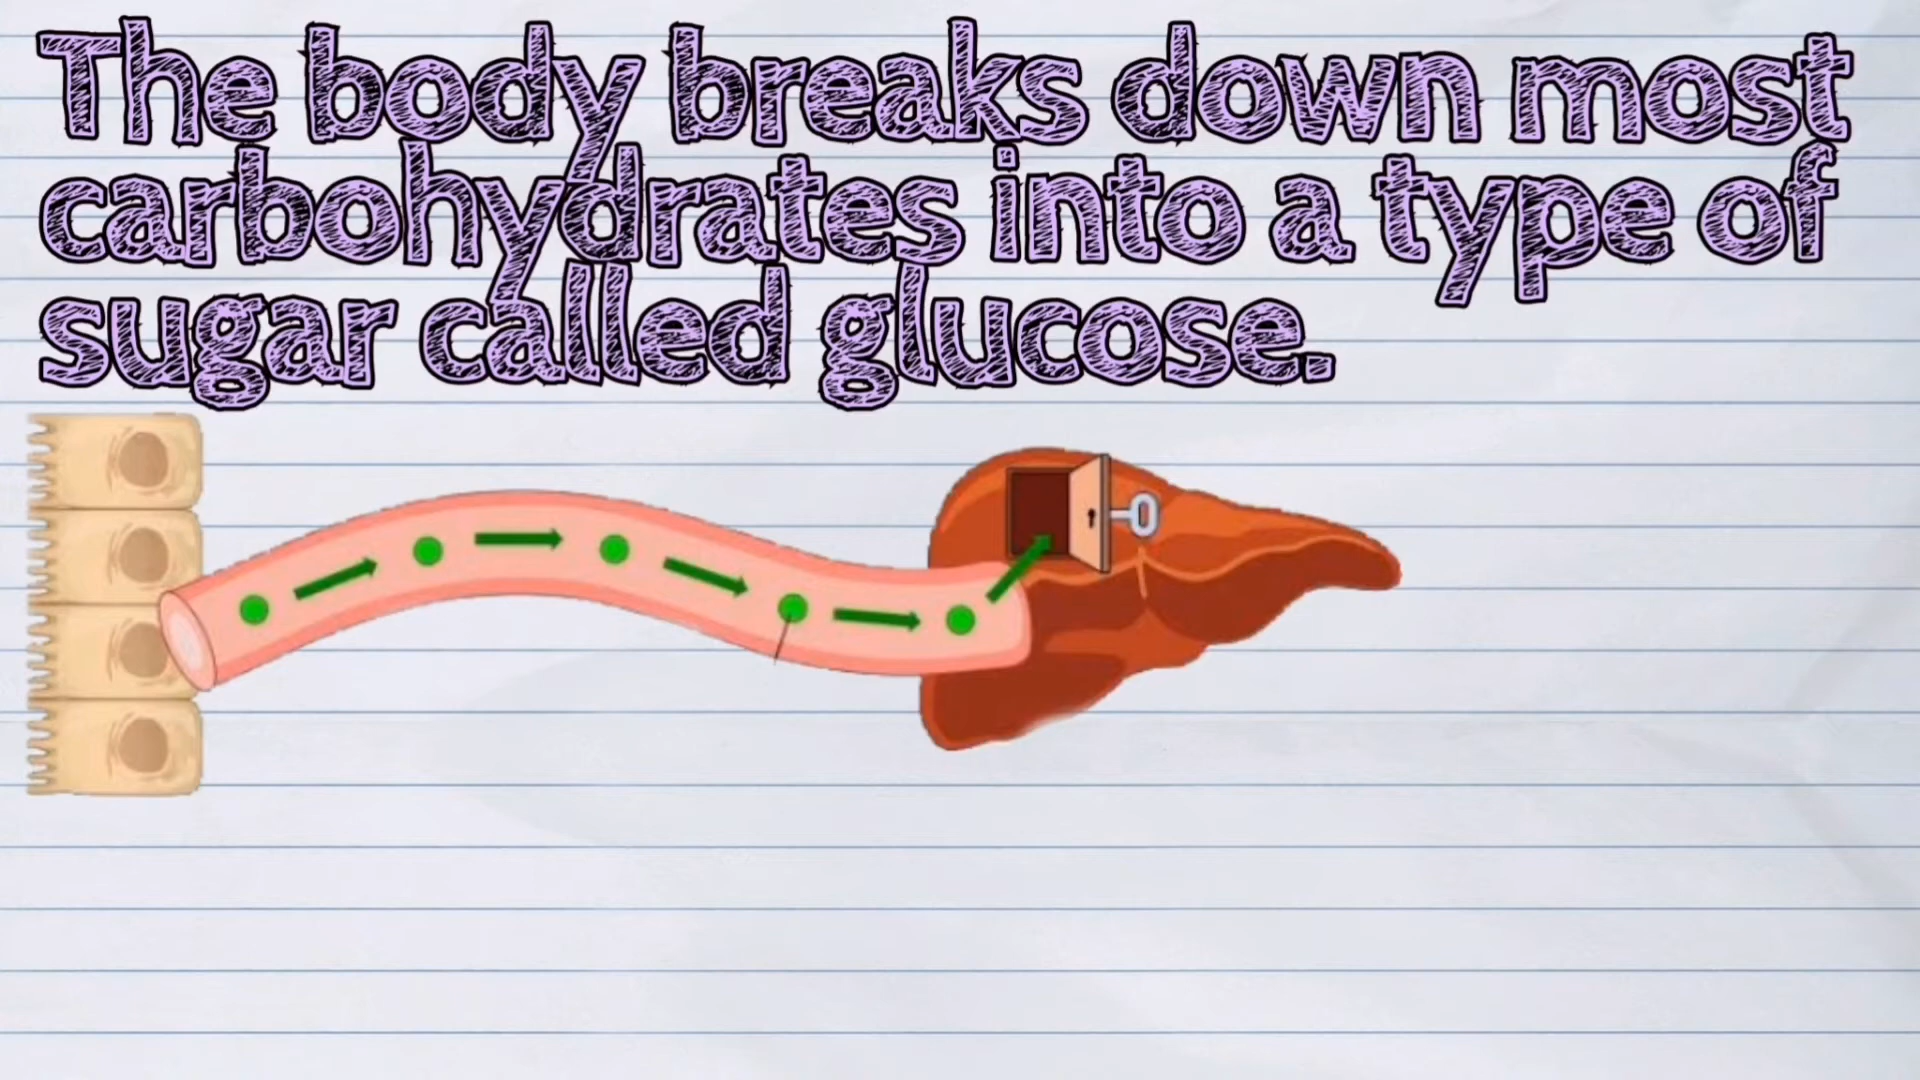 The body breaks down most
carbohydrates into a type of
sugar called glucose.